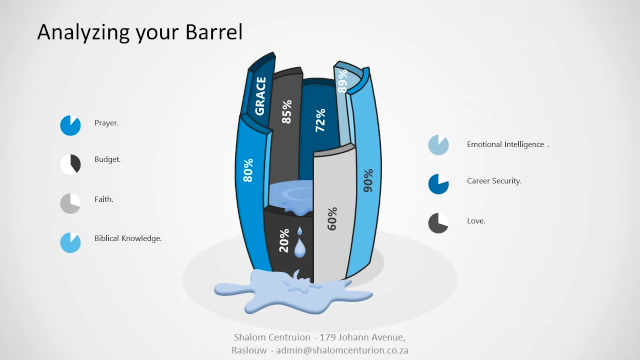 Analyzing your Barrel
Prayer.
Budget.
Faith.
Biblical Knowledge.
GRACE
85%
72%
89%
80%
20%
60%
90%
Emotional Intelligence .
Career Security.
Love.
Shalom Centruion - 179 Johann Avenue,
Raslouw - admin@shalomcenturion.co.za